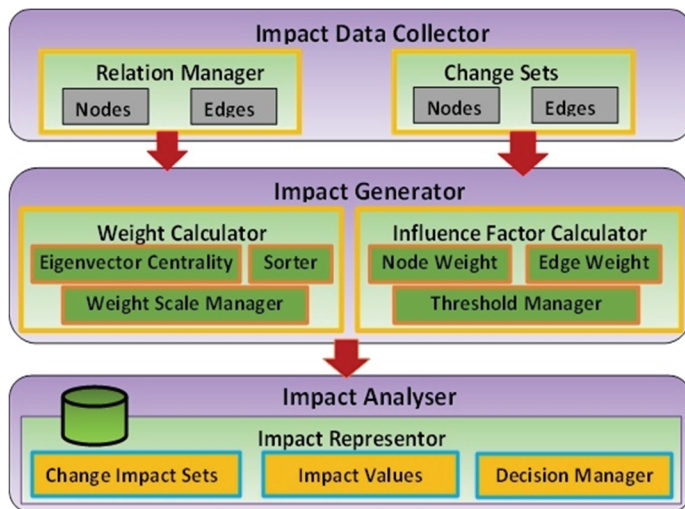 Impact Data Collector
Relation Manager
Change Sets
Nodes
Edges
Nodes
Edges
Impact Generator
Weight Calculator
Influence Factor Calculator
Eigenvector Centrality
Sorter
Node Weight
Edge Weight
Weight Scale Manager
Threshold Manager
Impact Analyser
Impact Representor
Change Impact Sets
Impact Values
Decision Manager